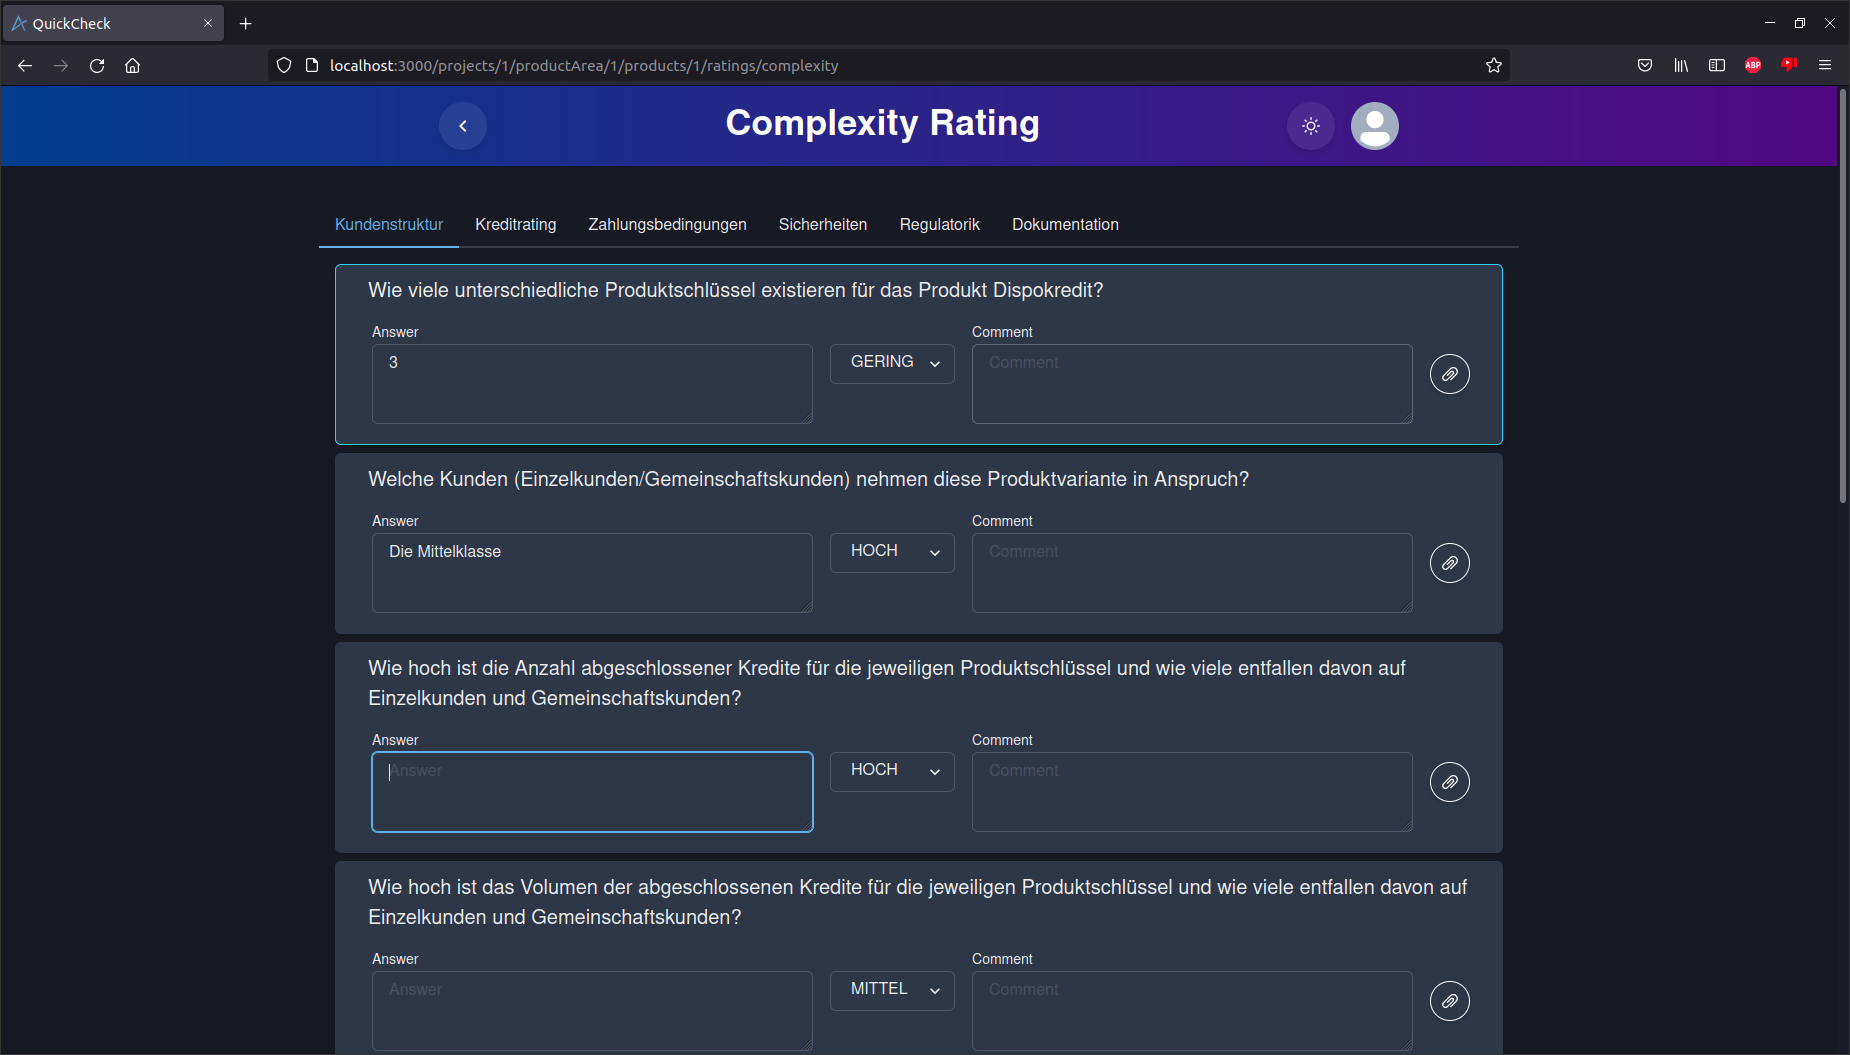 QuickCheck
localhost:3000/projects/1/productArea/1/products/1/ratings/complexity
ABP
Complexity Rating
Kundenstruktur Kreditrating Zahlungsbedingungen Sicherheiten Regulatorik Dokumentation
Wie viele unterschiedliche Produktschlüssel existieren für das Produkt Dispokredit?
Answer Comment
3 GERING Comment
Welche Kunden (Einzelkunden/Gemeinschaftskunden) nehmen diese Produktvariante in Anspruch?
Answer Comment
Die Mittelklasse HOCH Comment
Wie hoch ist die Anzahl abgeschlossener Kredite für die jeweiligen Produktschlüssel und wie viele entfallen davon auf
Einzelkunden und Gemeinschaftskunden?
Answer Comment
Answer HOCH Comment
Wie hoch ist das Volumen der abgeschlossenen Kredite für die jeweiligen Produktschlüssel und wie viele entfallen davon auf
Einzelkunden und Gemeinschaftskunden?
Answer Comment
Answer MITTEL Comment